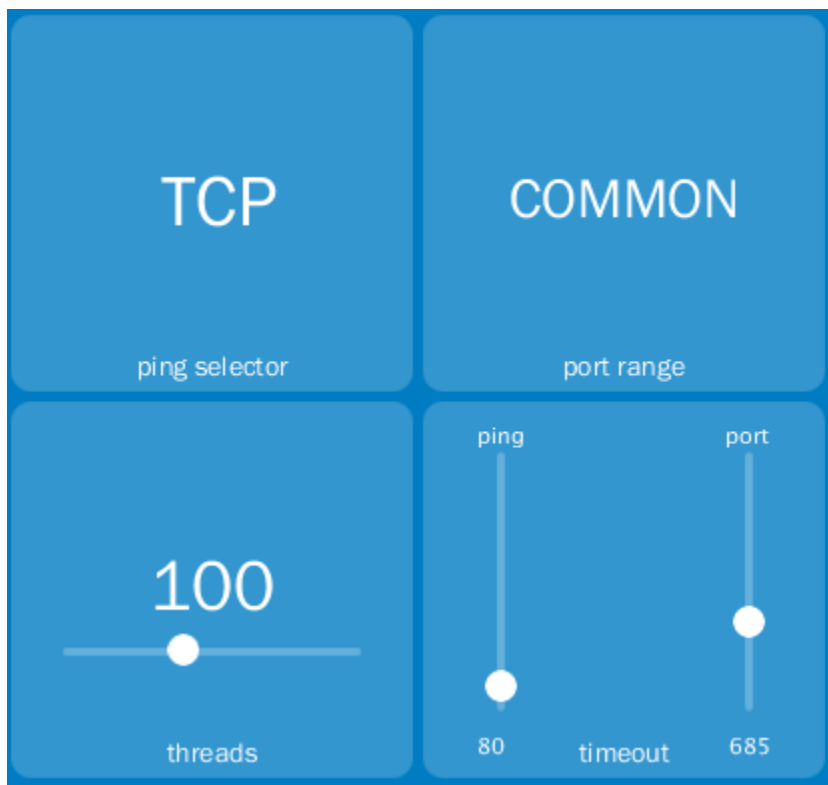 TCP
ping selector
COMMON
port range
100
threads
ping
port
80
timeout
685